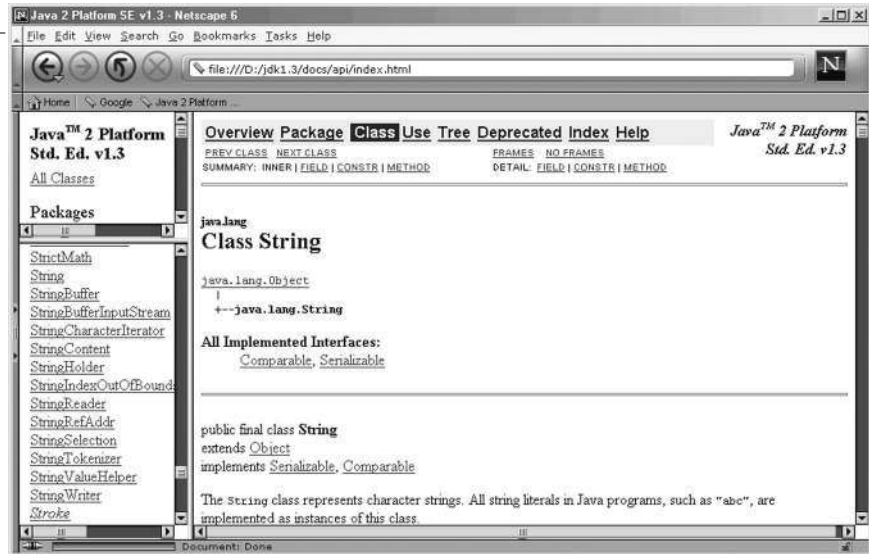 Java 2 Platform SE v1.3 - Netscape 6
File Edit View Search Go Bookmarks Tasks Help
file:///D:/jdk1.3/docs/api/index.html
N
Home Google Java 2 Platform ...
Java™ 2 Platform
Std. Ed. v1.3
All Classes
Packages
StrictMath
String
StringBuffer
StringBufferInputStream
StringCharacterIterator
StringContent
StringHolder
StringIndexOutOfBound
StringReader
StringRefAddr
StringSelection
StringTokenizer
StringValueHelper
StringWriter
Stroke
Overview Package Class Use Tree Deprecated Index Help
Java™ 2 Platform
Std. Ed. v1.3
PREV CLASS NEXT CLASS
FRAMES NO FRAMES
SUMMARY: INNER | FIELD | CONSTR | METHOD
DETAIL: FIELD | CONSTR | METHOD
java.lang
Class String
java.lang.Object
|
+--java.lang.String
All Implemented Interfaces:
Comparable, Serializable
public final class String
extends Object
implements Serializable, Comparable
The String class represents character strings. All string literals in Java programs, such as "abc", are
implemented as instances of this class.
Document: Done